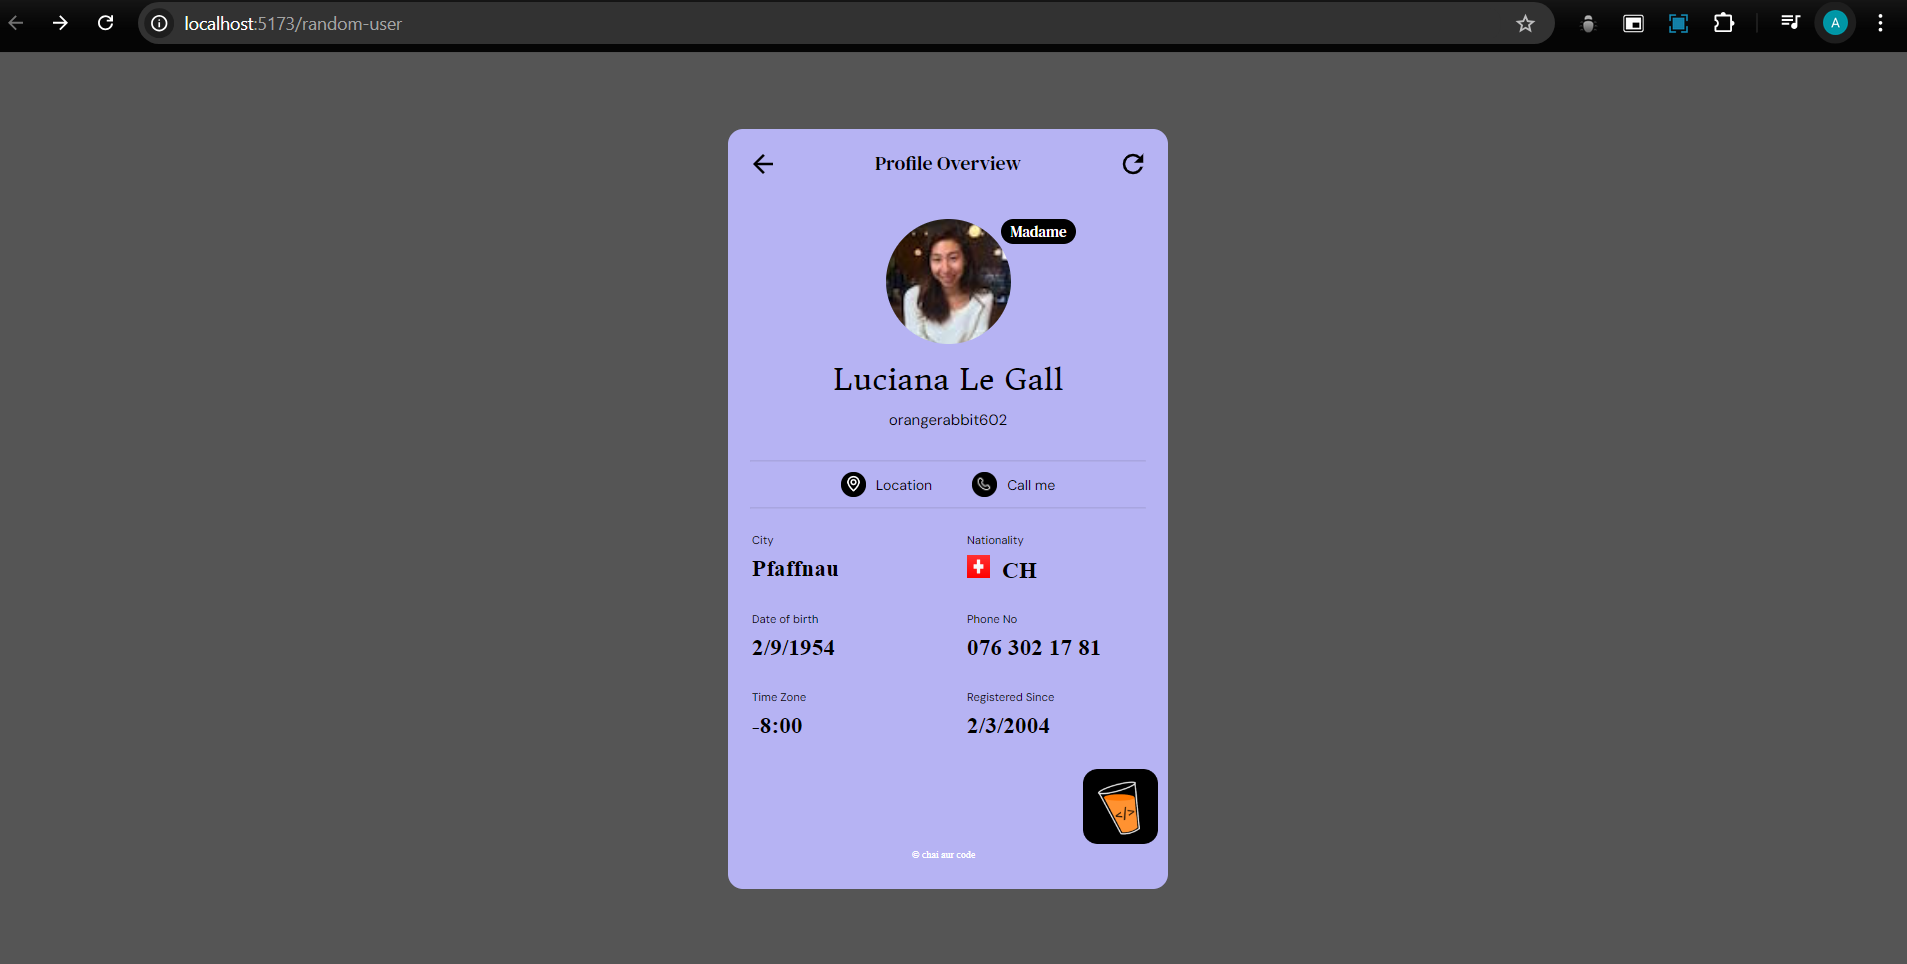 localhost:5173/random-user
A
Profile Overview
Madame
Luciana Le Gall
orangerabbit602
Location
Call me
City
Nationality
Pfaffnau
CH
Date of birth
Phone No
2/9/1954
076 302 17 81
Time Zone
Registered Since
-8:00
2/3/2004
</>
© chai aur code